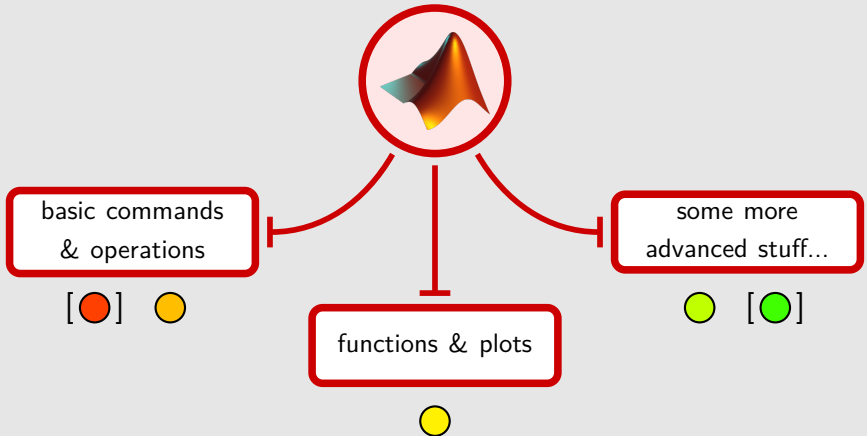 basic commands
& operations
[ ]
functions & plots
some more
advanced stuff...
[ ]